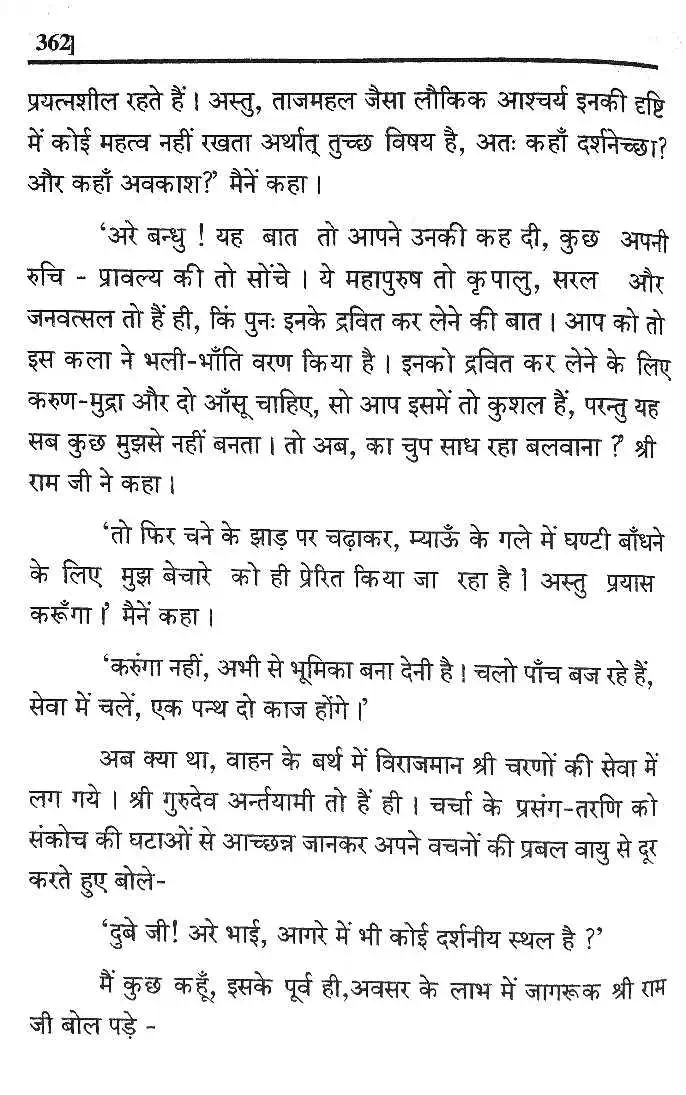 362]
प्रयत्नशील रहते हैं। अस्तु, ताजमहल जैसा लौकिक आश्चर्य इनकी दृष्टि
में कोई महत्व नहीं रखता अर्थात् तुच्छ विषय है, अतः कहाँ दर्शनेच्छा?
और कहाँ अवकाश?' मैनें कहा।
'अरे बन्धु ! यह बात तो आपने उनकी कह दी, कुछ अपनी
रुचि - प्रावल्य की तो सोंचे। ये महापुरुष तो कृपालु, सरल और
जनवत्सल तो हैं ही, किं पुनः इनके द्रवित कर लेने की बात। आप को तो
इस कला ने भली-भाँति वरण किया है। इनको द्रवित कर लेने के लिए
करुण-मुद्रा और दो आँसू चाहिए, सो आप इसमें तो कुशल हैं, परन्तु यह
सब कुछ मुझसे नहीं बनता। तो अब, का चुप साध रहा बलवाना ? श्री
राम जी ने कहा।
'तो फिर चने के झाड़ पर चढ़ाकर, म्याऊँ के गले में घण्टी बाँधने
के लिए मुझ बेचारे को ही प्रेरित किया जा रहा है। अस्तु प्रयास
करूँगा।' मैनें कहा।
'करुंगा नहीं, अभी से भूमिका बना देनी है। चलो पाँच बज रहे हैं,
सेवा में चलें, एक पन्थ दो काज होंगे।'
अब क्या था, वाहन के बर्थ में विराजमान श्री चरणों की सेवा में
लग गये। श्री गुरुदेव अर्न्तयामी तो हैं ही। चर्चा के प्रसंग-तरणि को
संकोच की घटाओं से आच्छन्न जानकर अपने वचनों की प्रबल वायु से दूर
करते हुए बोले-
'दुबे जी! अरे भाई, आगरे में भी कोई दर्शनीय स्थल है ?'
मैं कुछ कहूँ, इसके पूर्व ही,अवसर के लाभ में जागरूक श्री राम
जी बोल पड़े -